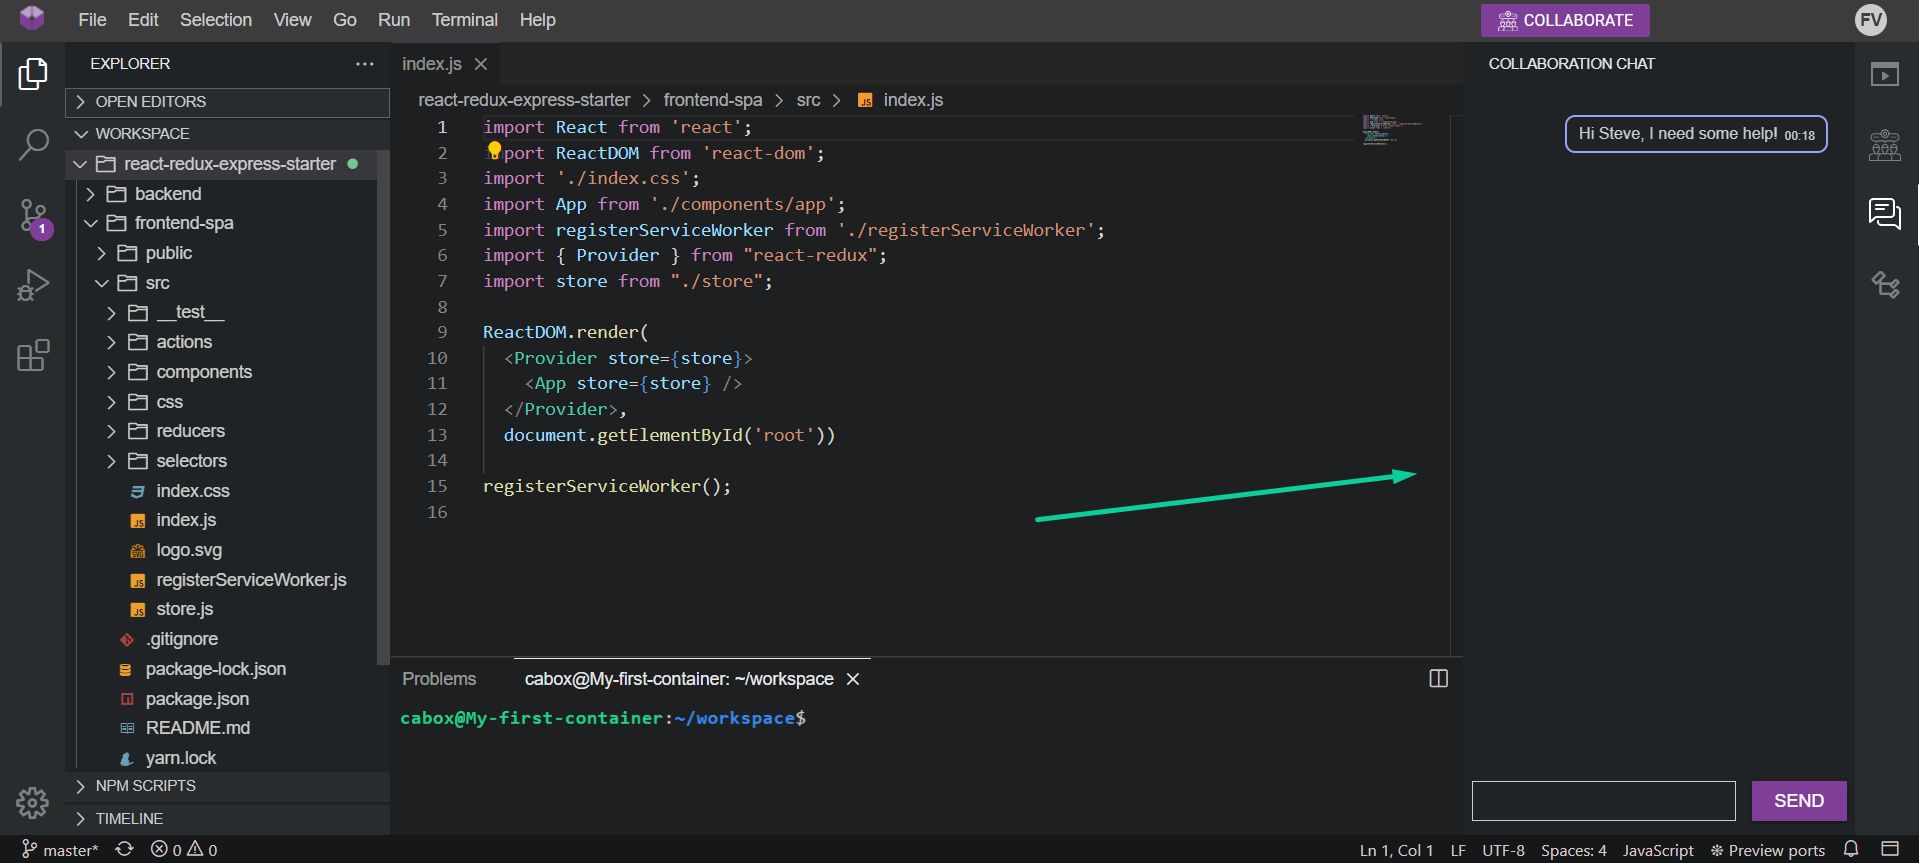 File Edit Selection View Go Run Terminal Help
COLLABORATE
FV
EXPLORER
OPEN EDITORS
WORKSPACE
react-redux-express-starter
backend
frontend-spa
public
src
__test__
actions
components
css
reducers
selectors
index.css
JS index.js
SVG logo.svg
JS registerServiceWorker.js
JS store.js
.gitignore
package-lock.json
package.json
README.md
yarn.lock
NPM SCRIPTS
TIMELINE
1
index.js
react-redux-express-starter > frontend-spa > src > JS index.js
1 import React from 'react';
2 import ReactDOM from 'react-dom';
3 import './index.css';
4 import App from './components/app';
5 import registerServiceWorker from './registerServiceWorker';
6 import { Provider } from "react-redux";
7 import store from "./store";
8
9 ReactDOM.render(
10 <Provider store={store}>
11 <App store={store} />
12 </Provider>,
13 document.getElementById('root'))
14
15 registerServiceWorker();
16
Problems cabox@My-first-container: ~/workspace
cabox@My-first-container:~/workspace$
COLLABORATION CHAT
Hi Steve, I need some help! 00:18
SEND
master* 0 0
Ln 1, Col 1 LF UTF-8 Spaces: 4 JavaScript Preview ports